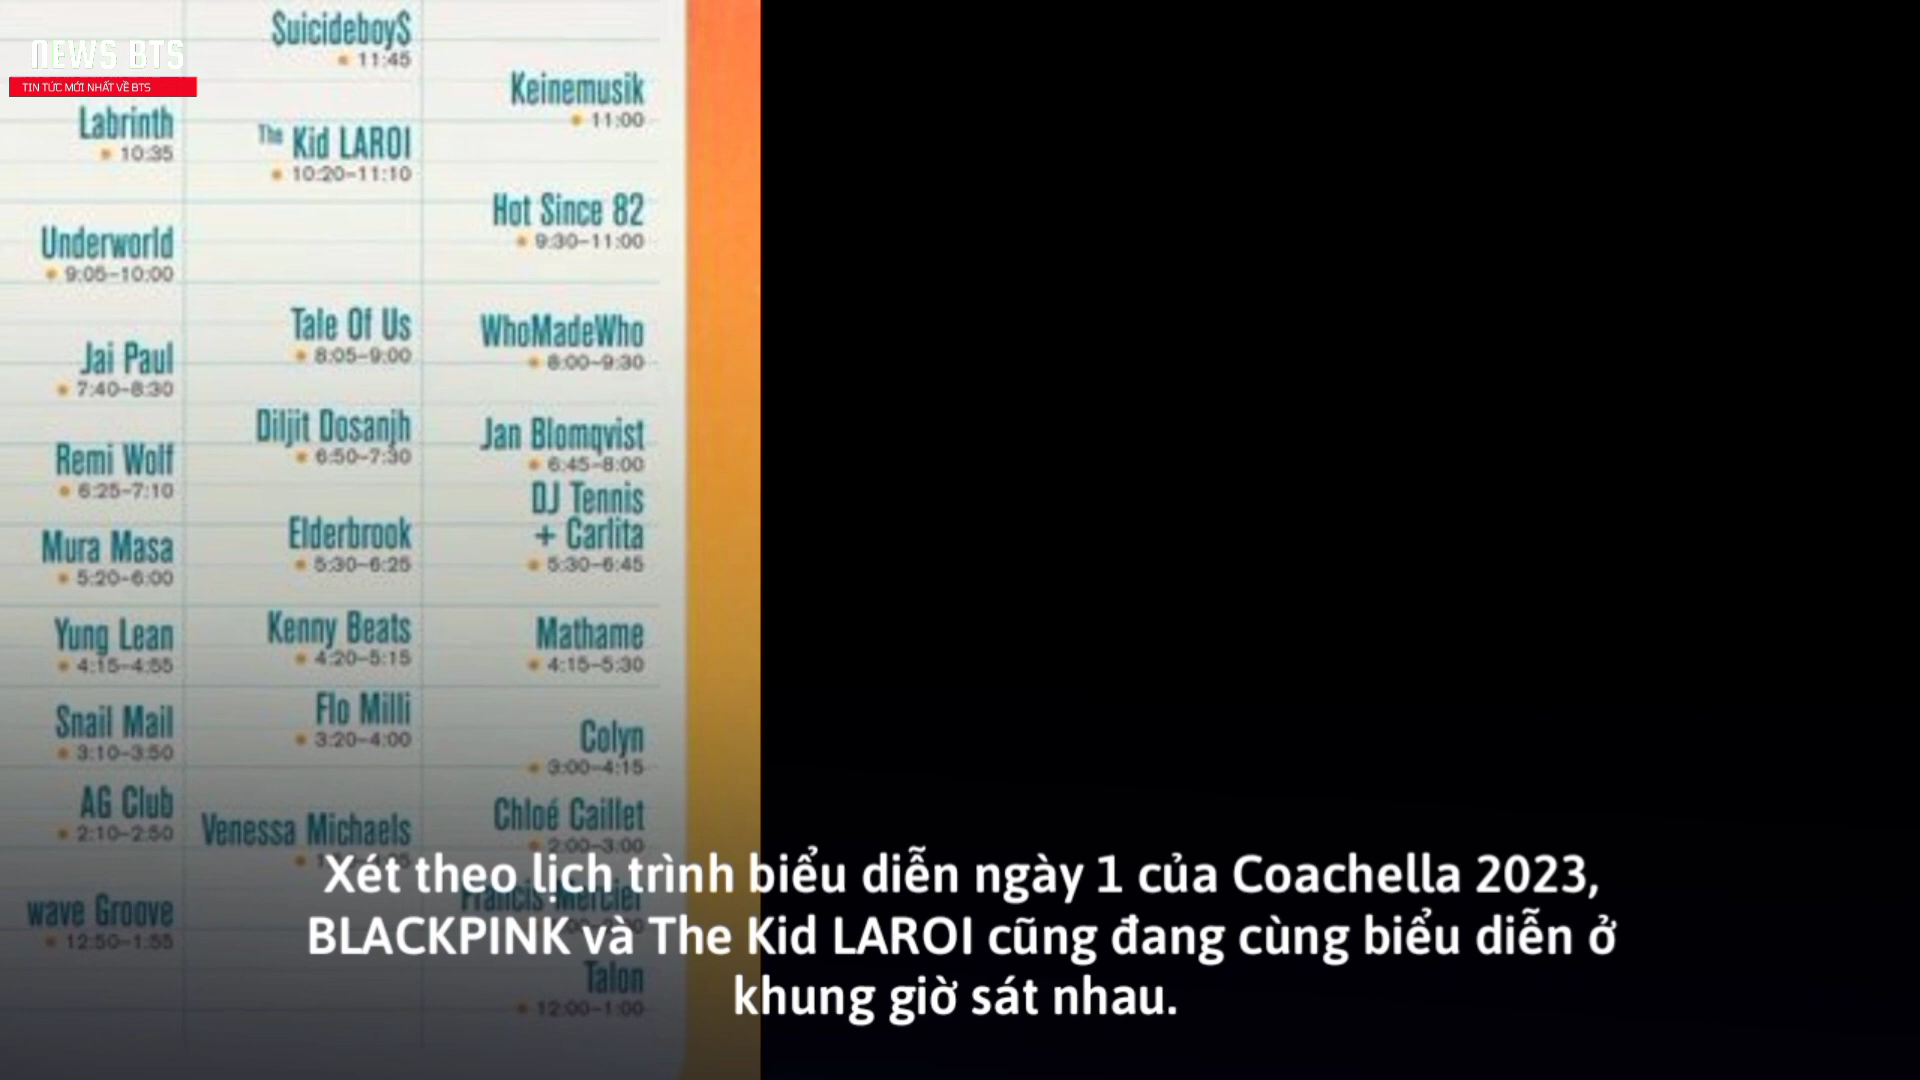 NEWS BTS
TIN TỨC MỚI NHẤT VỀ BTS
Labrinth
10:35
Underworld
9:05–10:00
Jai Paul
7:40–8:30
Remi Wolf
6:25–7:10
Mura Masa
5:20–6:00
Yung Lean
4:15–4:55
Snail Mail
3:10–3:50
AG Club
2:10–2:50
wave Groove
12:50–1:55
$uicideboy$
11:45
The Kid LAROI
10:20–11:10
Tale Of Us
8:05–9:00
Diljit Dosanjh
6:50–7:30
Elderbrook
5:30–6:25
Kenny Beats
4:20–5:15
Flo Milli
3:20–4:00
Venessa Michaels
Keinemusik
11:00
Hot Since 82
9:30–11:00
WhoMadeWho
8:00–9:30
Jan Blomqvist
6:45–8:00
DJ Tennis
+ Carlita
5:30–6:45
Mathame
4:15–5:30
Colyn
3:00–4:15
Chloé Caillet
2:00–3:00
Francis Mercier
Talon
12:00–1:00
Xét theo lịch trình biểu diễn ngày 1 của Coachella 2023,
BLACKPINK và The Kid LAROI cũng đang cùng biểu diễn ở
khung giờ sát nhau.